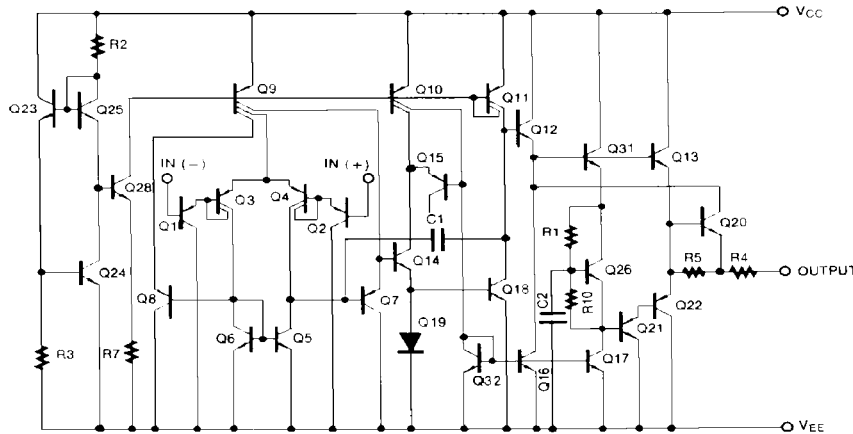 VCC
R2
Q9
Q10
Q11
Q23
Q25
Q12
IN (-)
IN (+)
Q15
Q31
Q13
Q28
Q3
Q4
Q1
Q2
C1
Q20
R1
Q14
Q26
R5
R4
OUTPUT
Q24
Q8
Q7
Q18
C2
R10
Q22
Q19
Q21
R3
R7
Q6
Q5
Q32
Q16
Q17
VEE